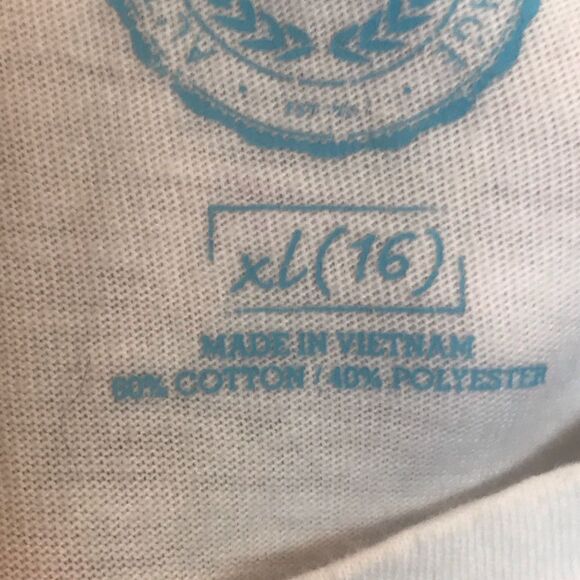 xl (16)
MADE IN VIETNAM
60% COTTON / 40% POLYESTER